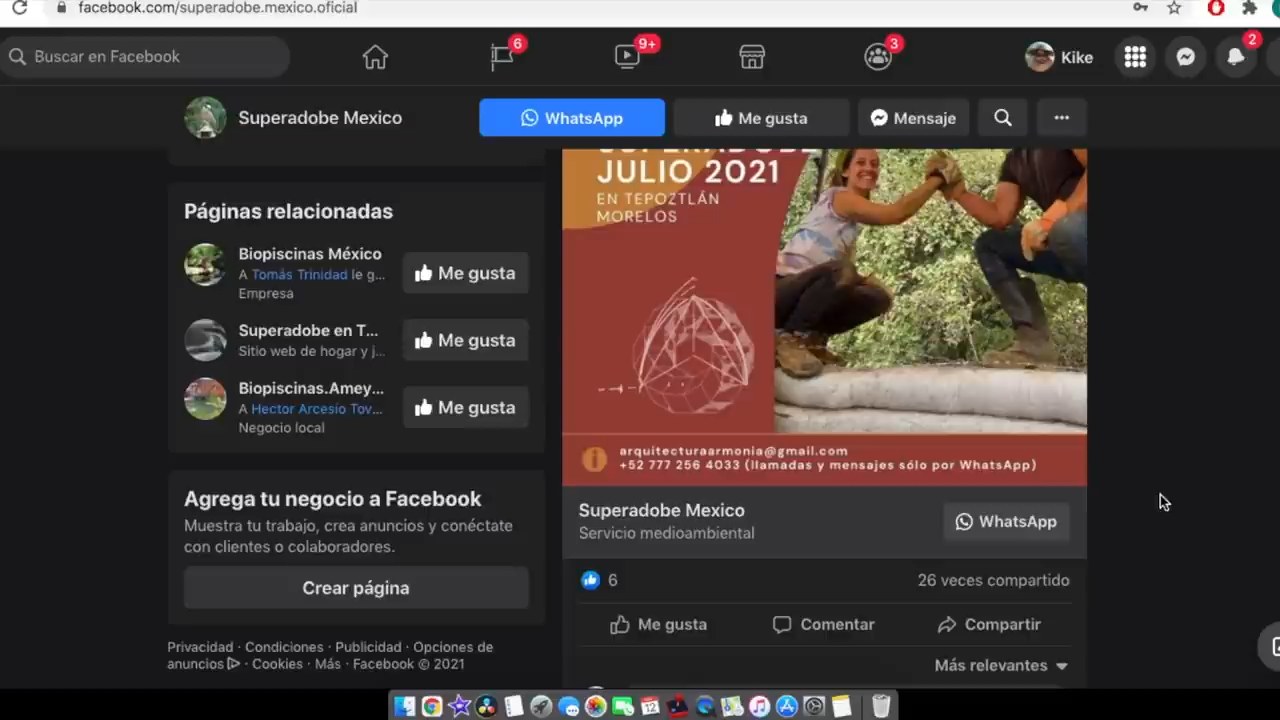 facebook.com/superadobe.mexico.oficial
Buscar en Facebook
6
9+
3
Kike
2
Superadobe Mexico
WhatsApp
Me gusta
Mensaje
Páginas relacionadas
Biopiscinas México
A Tomás Trinidad le g...
Empresa
Me gusta
Superadobe en T...
Sitio web de hogar y j...
Me gusta
Biopiscinas.Amey...
A Hector Arcesio Tov...
Negocio local
Me gusta
Agrega tu negocio a Facebook
Muestra tu trabajo, crea anuncios y conéctate
con clientes o colaboradores.
Crear página
Privacidad · Condiciones · Publicidad · Opciones de
anuncios · Cookies · Más · Facebook © 2021
SUPERADOBE
JULIO 2021
EN TEPOZTLÁN
MORELOS
i
arquitecturaarmonia@gmail.com
+52 777 256 4033 (llamadas y mensajes sólo por WhatsApp)
Superadobe Mexico
Servicio medioambiental
WhatsApp
6
26 veces compartido
Me gusta
Comentar
Compartir
Más relevantes
12